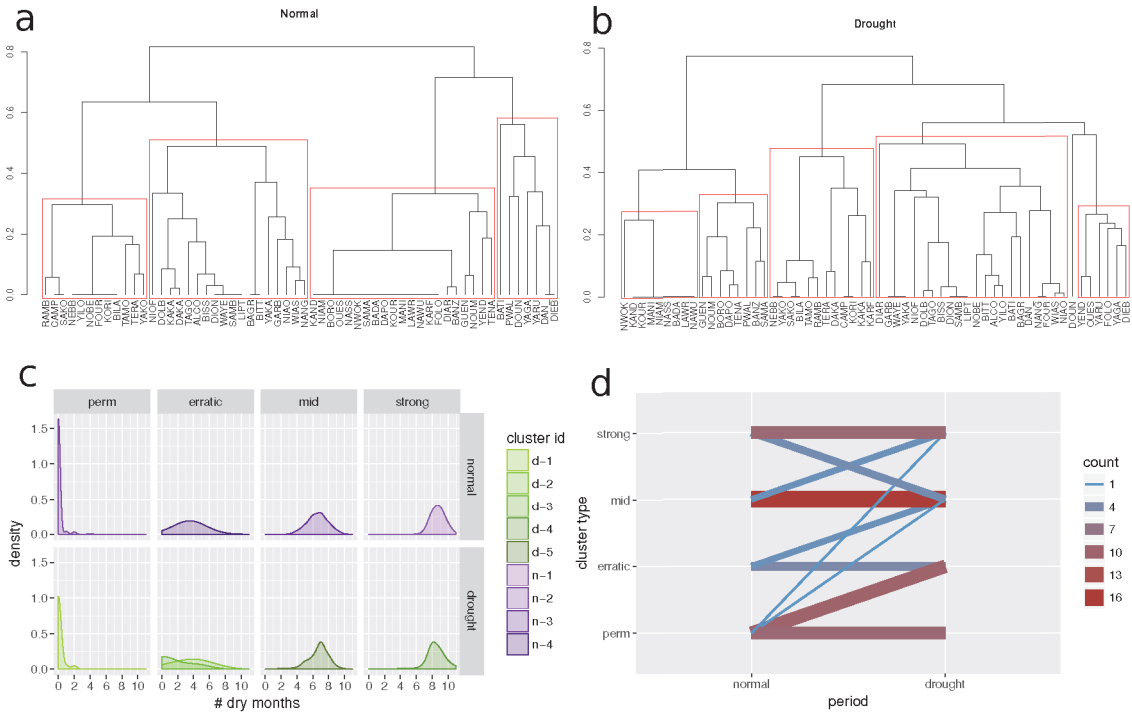 a
Normal
0.8
0.6
0.4
0.2
0.0
BAMB
CAMP
SAKO
NEBB
YILO
NOBE
FOUR
KORI
BILA
TAMO
TERA
YAKO
NIOF
DOLB
KAKA
DAKA
TAGO
ALCO
BISS
DION
WAYE
SAMB
LIPT
BAGR
BITT
YAKA
GARB
NIAO
WIAS
NANG
KAND
NIAM
BORO
OUES
NASS
NWOK
SAMA
BADA
DAPO
KOUR
MANI
LAWR
NAWU
KARF
FOLO
DIAR
BANZ
GUEN
NOUM
YEND
TENA
BATI
PWAL
DOUN
YAGA
YARU
DAN
DIEB
b
Drought
0.8
0.6
0.4
0.2
0.0
NWOK
KAND
KOUR
MANI
NIAM
NASS
BADA
LAWR
NAWU
GUEN
NOUM
BORO
DAPO
TENA
PWAL
BANZ
SAMA
NEBB
YAKO
SAKO
BILA
TAMO
RAMB
TERA
DAKA
CAMP
KORI
KAKA
KARF
DIAR
GARB
WAYE
YAKA
NIOF
DOLB
TAGO
BISS
DION
SAMB
LIPT
NOBE
BITT
ALCO
YILO
BATI
BAGR
DAN
NANG
FOUR
WIAS
NIAO
DOUN
YEND
OUES
YARU
FOLO
YAGA
DIEB
c
perm erratic mid strong
1.5
1.0
0.5
0.0
normal
1.5
1.0
0.5
0.0
drought
density
0 2 4 6 8 10 0 2 4 6 8 10 0 2 4 6 8 10 0 2 4 6 8 10
# dry months
cluster id
d-1
d-2
d-3
d-4
d-5
n-1
n-2
n-3
n-4
d
strong
mid
erratic
perm
cluster type
normal drought
period
count
1
4
7
10
13
16